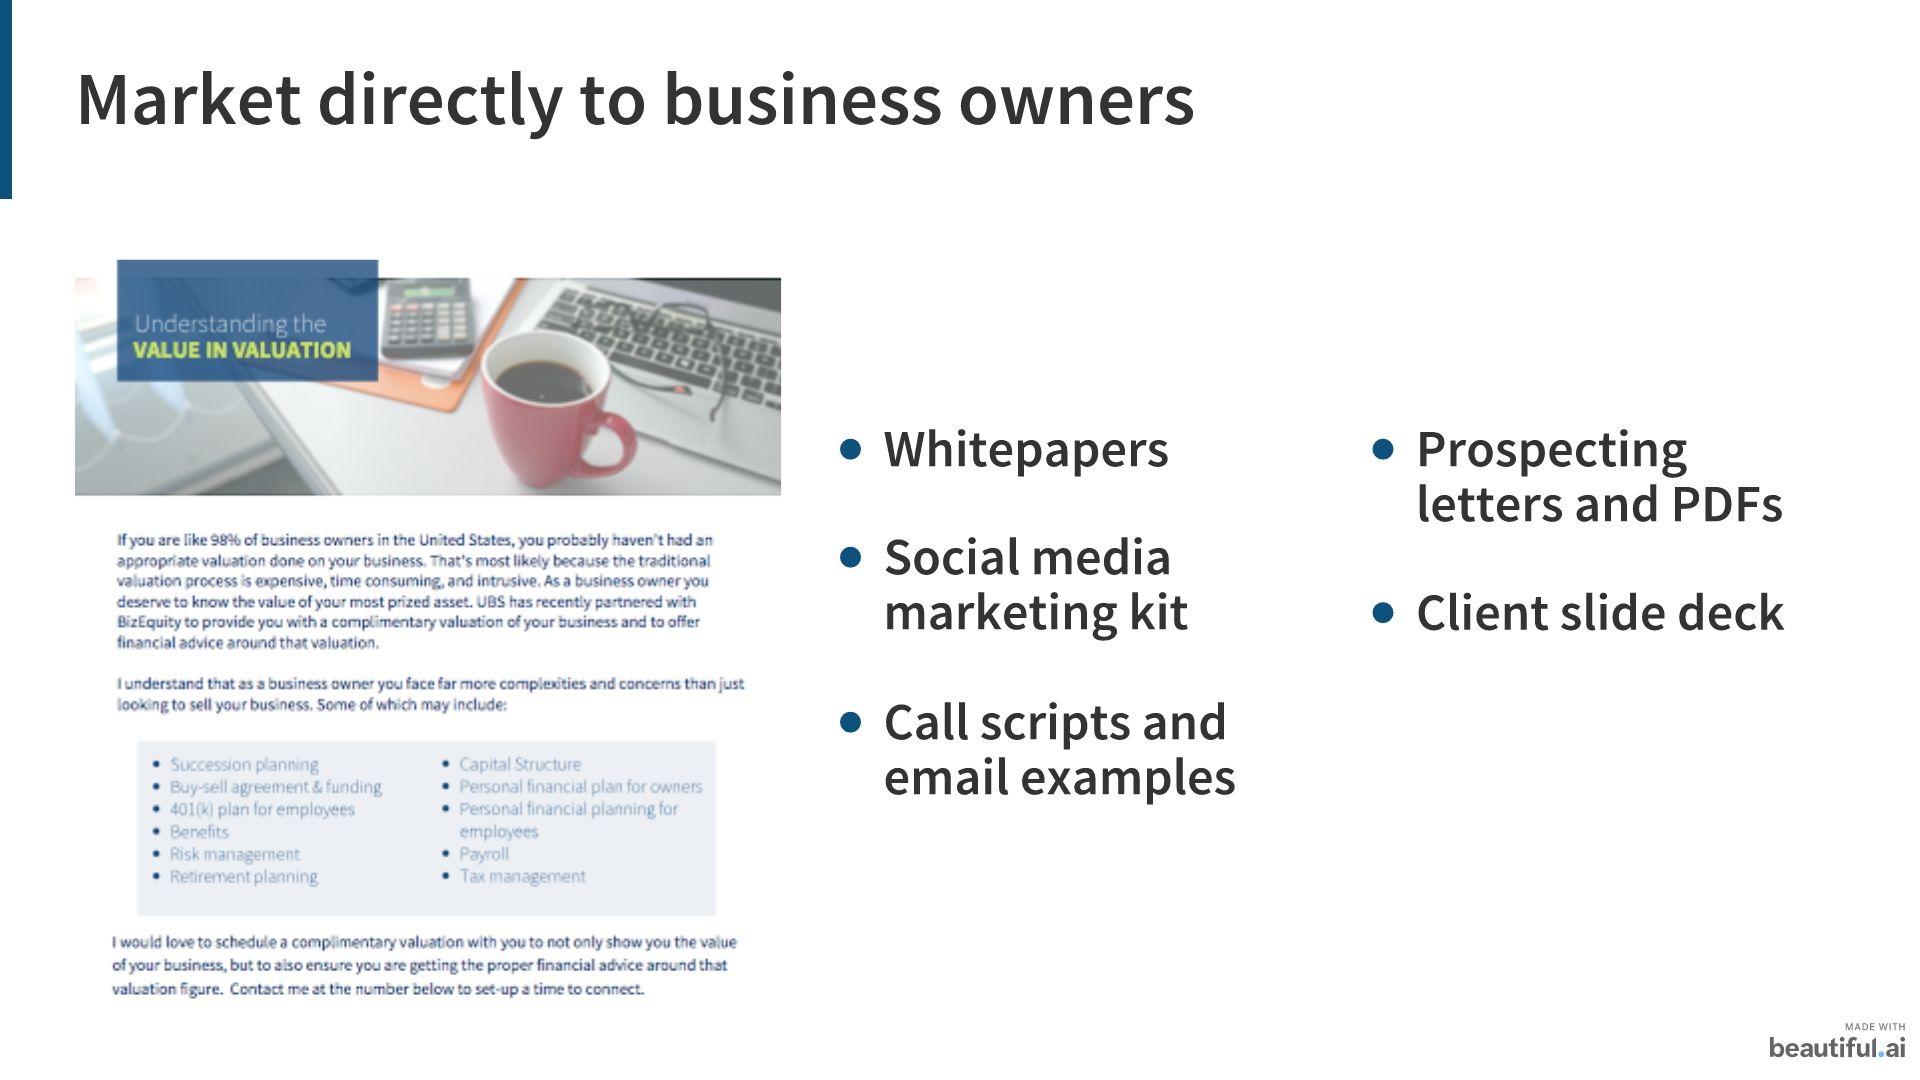 Market directly to business owners
Understanding the
VALUE IN VALUATION
If you are like 98% of business owners in the United States, you probably haven't had an
appropriate valuation done on your business. That's most likely because the traditional
valuation process is expensive, time consuming, and intrusive. As a business owner you
deserve to know the value of your most prized asset. UBS has recently partnered with
BizEquity to provide you with a complimentary valuation of your business and to offer
financial advice around that valuation.
I understand that as a business owner you face far more complexities and concerns than just
looking to sell your business. Some of which may include:
• Succession planning
• Buy-sell agreement & funding
• 401(k) plan for employees
• Benefits
• Risk management
• Retirement planning
• Capital Structure
• Personal financial plan for owners
• Personal financial planning for
employees
• Payroll
• Tax management
I would love to schedule a complimentary valuation with you to not only show you the value
of your business, but to also ensure you are getting the proper financial advice around that
valuation figure. Contact me at the number below to set-up a time to connect.
• Whitepapers
• Social media
marketing kit
• Call scripts and
email examples
• Prospecting
letters and PDFs
• Client slide deck
MADE WITH
beautiful.ai